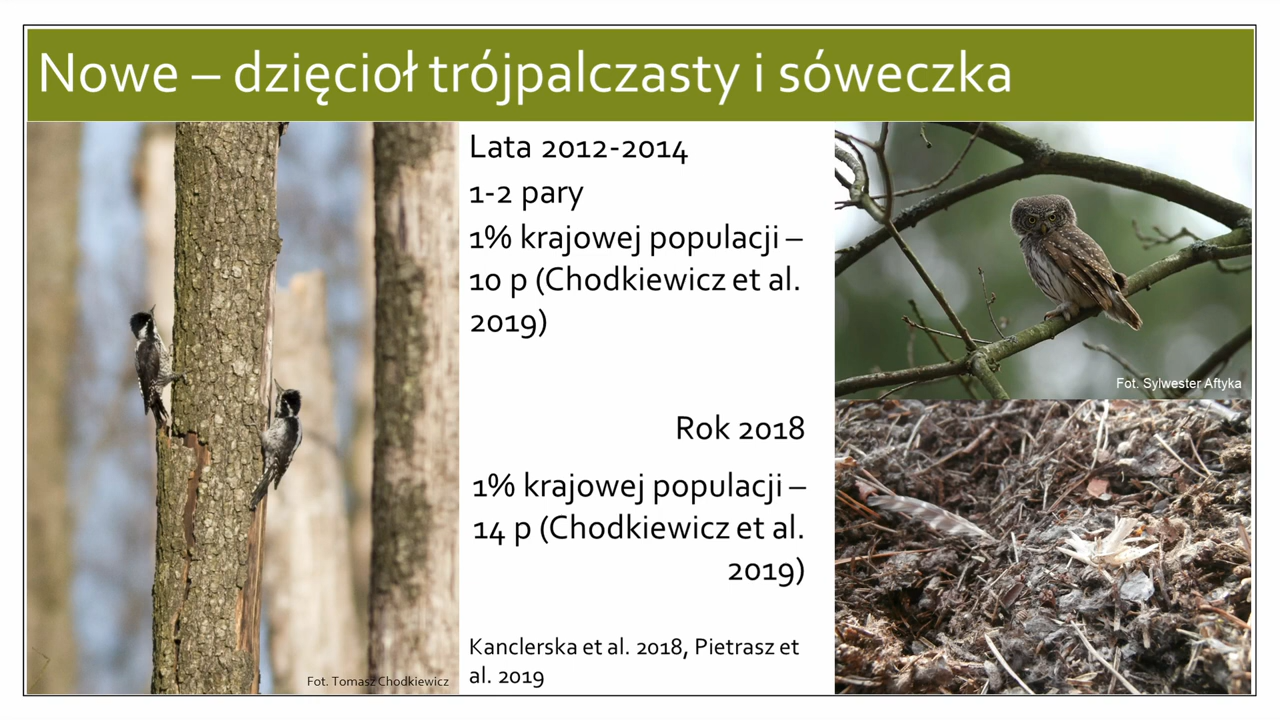 Nowe – dzięcioł trójpalczasty i sóweczka
Lata 2012-2014
1-2 pary
1% krajowej populacji –
10 p (Chodkiewicz et al.
2019)
Rok 2018
1% krajowej populacji –
14 p (Chodkiewicz et al.
2019)
Kanclerska et al. 2018, Pietrasz et
al. 2019
Fot. Tomasz Chodkiewicz
Fot. Sylwester Aftyka